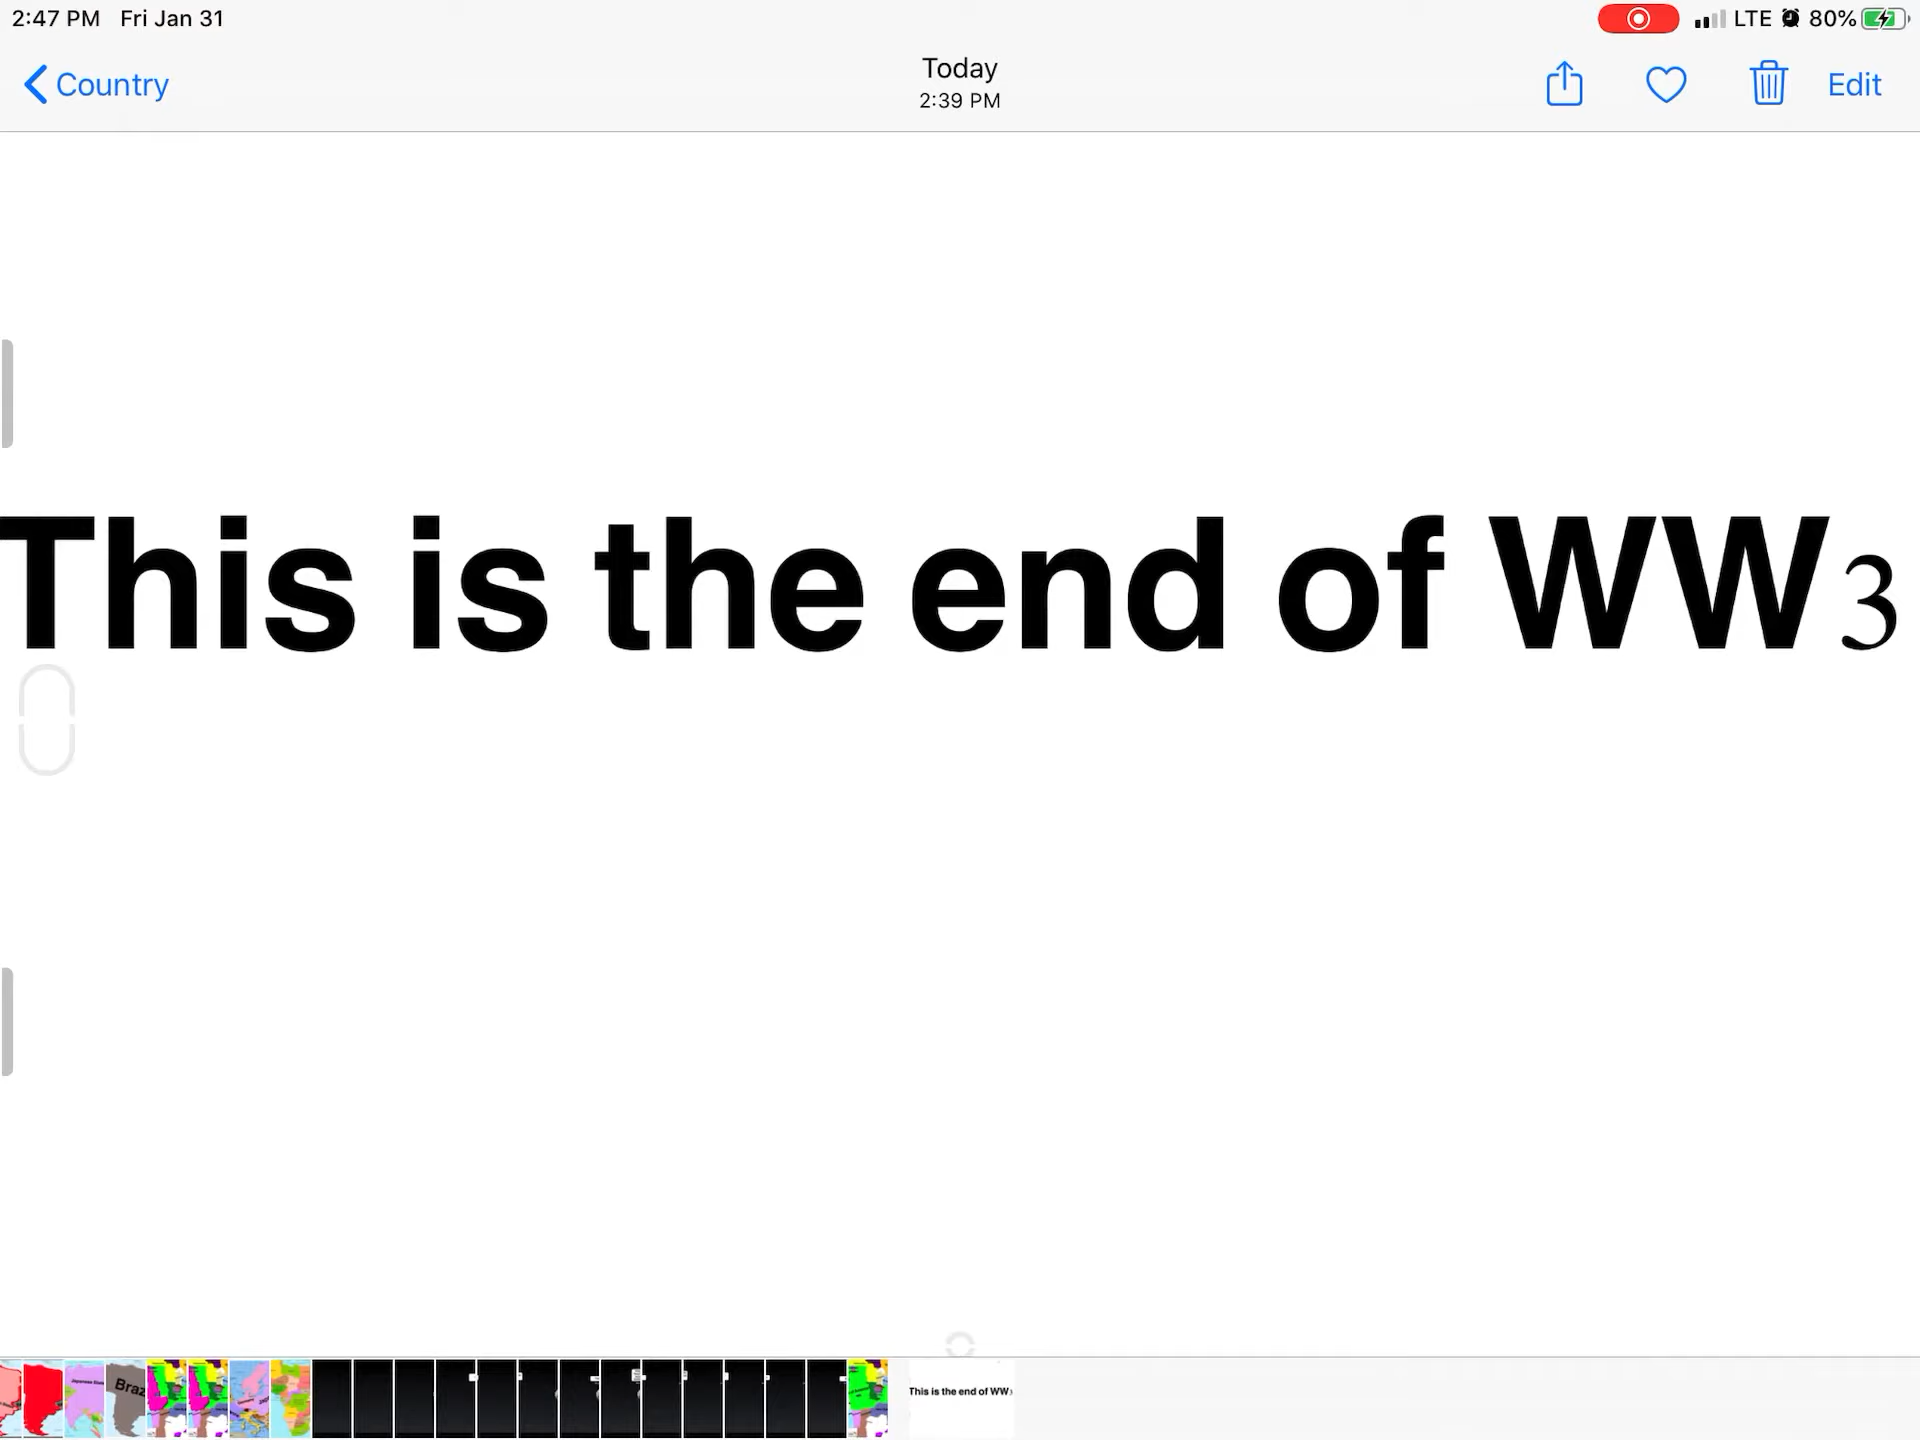 2:47 PM Fri Jan 31
LTE 80%
Country
Today
2:39 PM
Edit
This is the end of WW3
This is the end of WW3